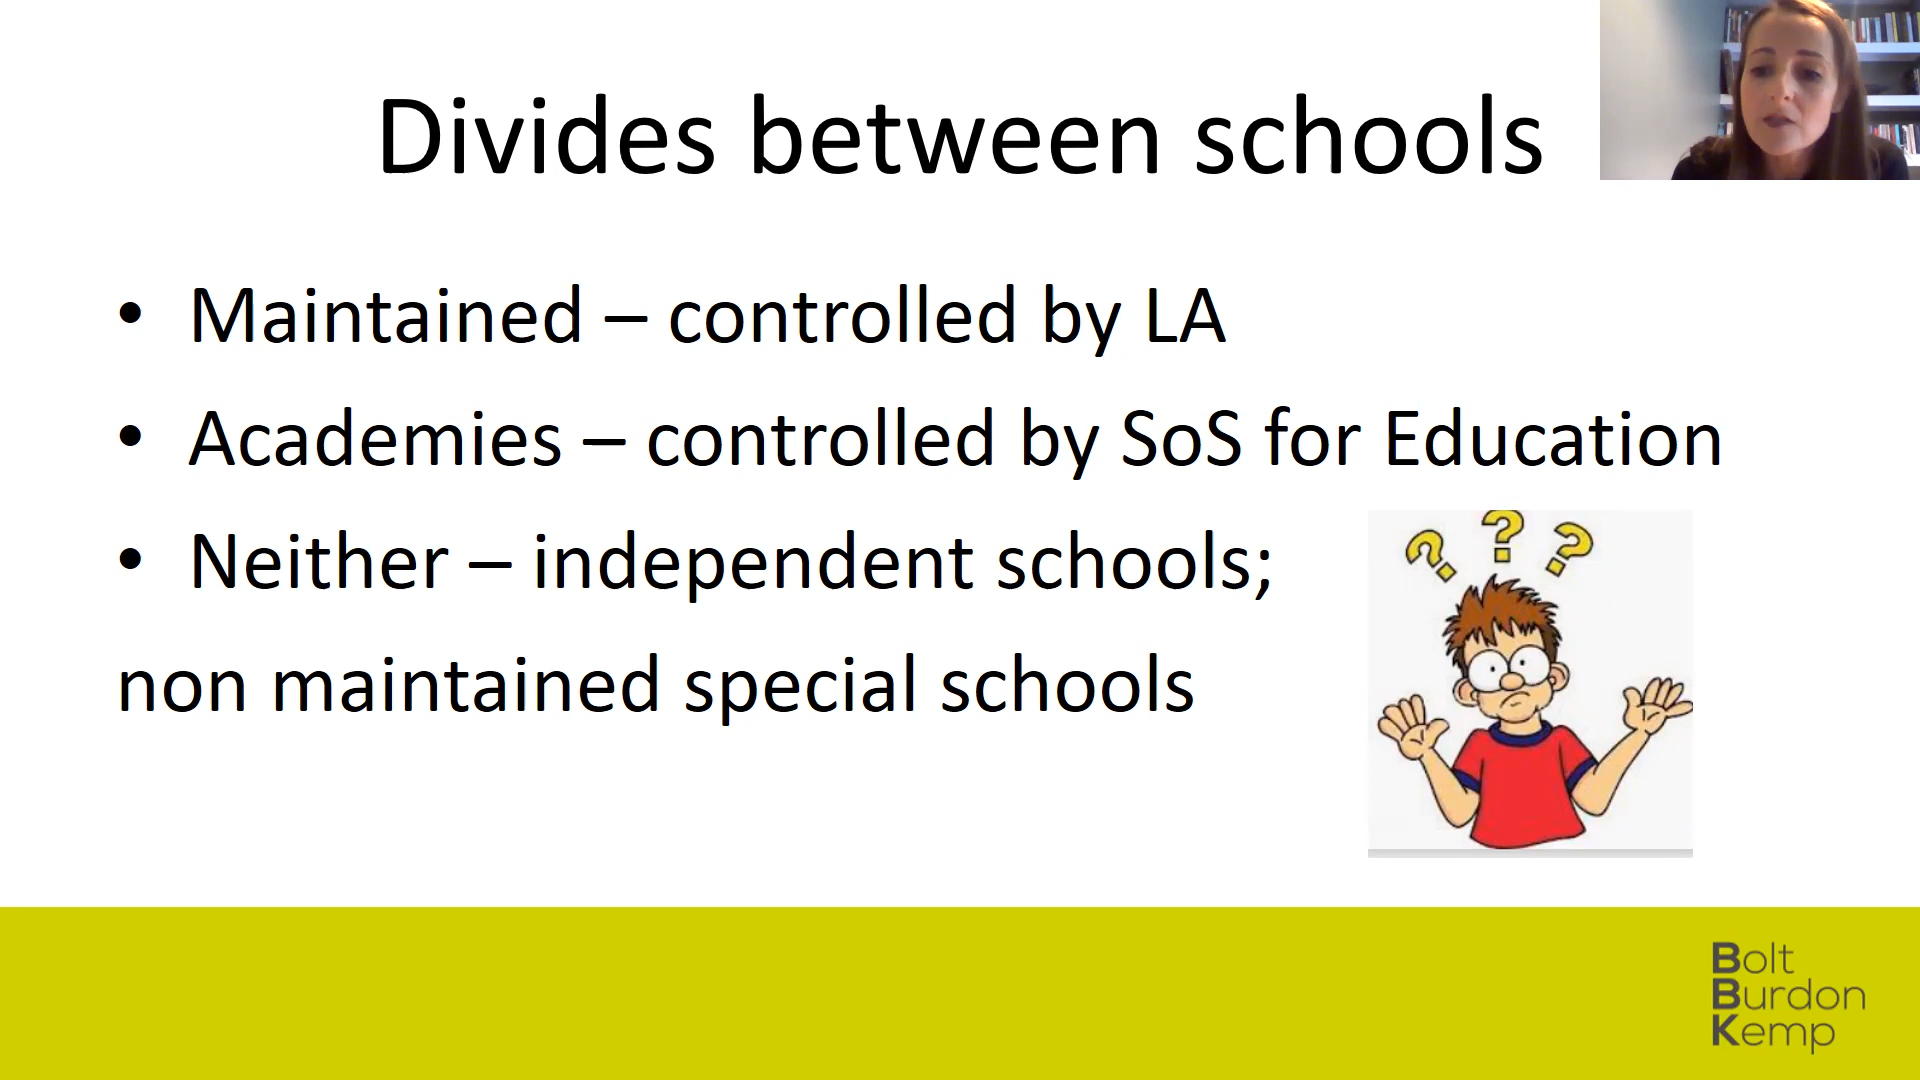 Divides between schools
• Maintained – controlled by LA
• Academies – controlled by SoS for Education
• Neither – independent schools;
non maintained special schools
? ? ?
Bolt
Burdon
Kemp